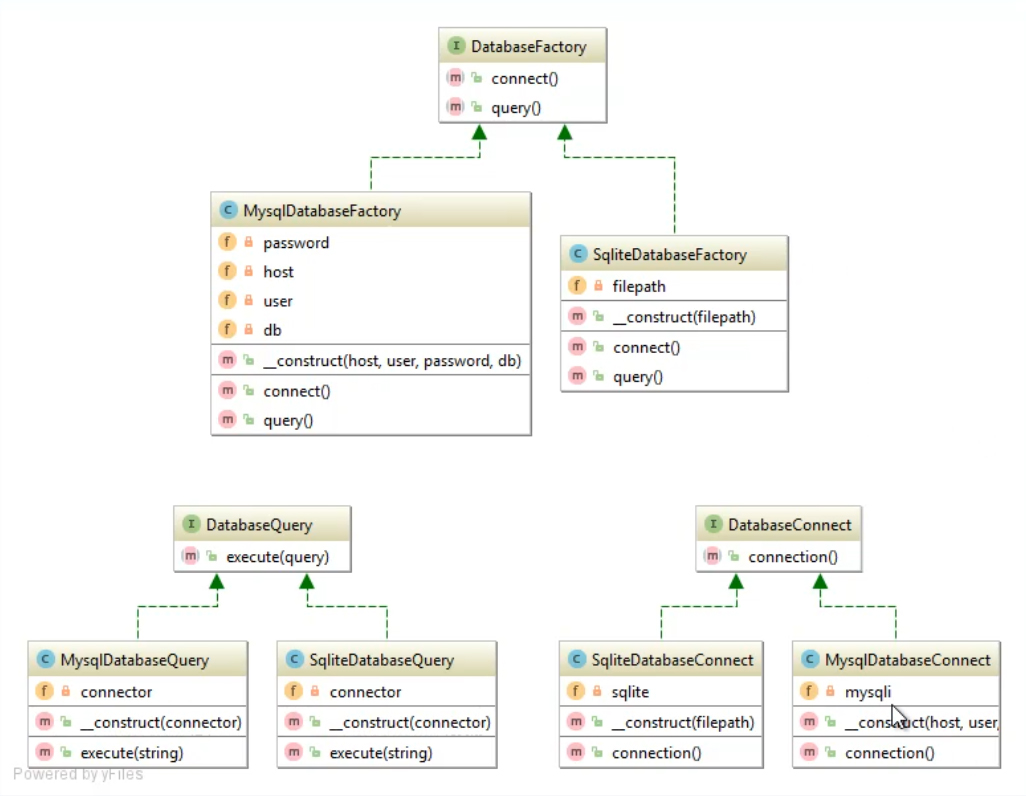 DatabaseFactory
connect()
query()
MysqlDatabaseFactory
password
host
user
db
__construct(host, user, password, db)
connect()
query()
SqliteDatabaseFactory
filepath
__construct(filepath)
connect()
query()
DatabaseQuery
execute(query)
MysqlDatabaseQuery
connector
__construct(connector)
execute(string)
SqliteDatabaseQuery
connector
__construct(connector)
execute(string)
DatabaseConnect
connection()
SqliteDatabaseConnect
sqlite
__construct(filepath)
connection()
MysqlDatabaseConnect
mysqli
__construct(host, user,
connection()
Powered by yFiles